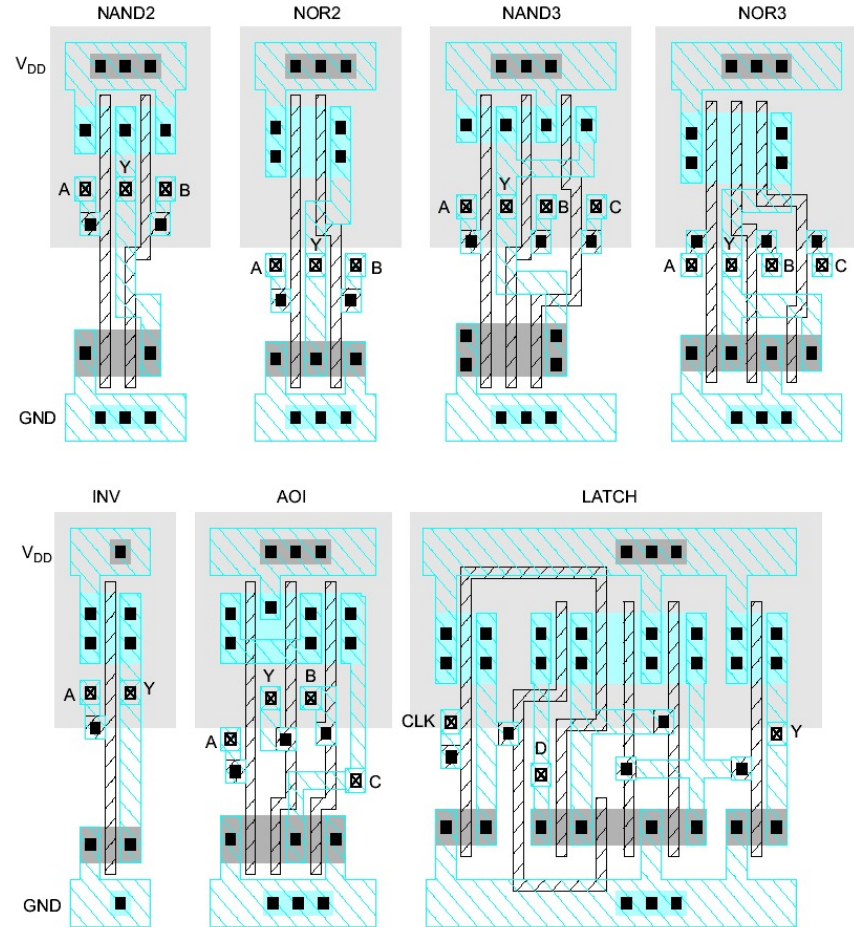 NAND2 NOR2 NAND3 NOR3
VDD
Y
A B
Y
A B C
Y
A B
Y
A B C
GND
INV AOI LATCH
VDD
A Y
Y B
CLK
Y
A
D
C
GND